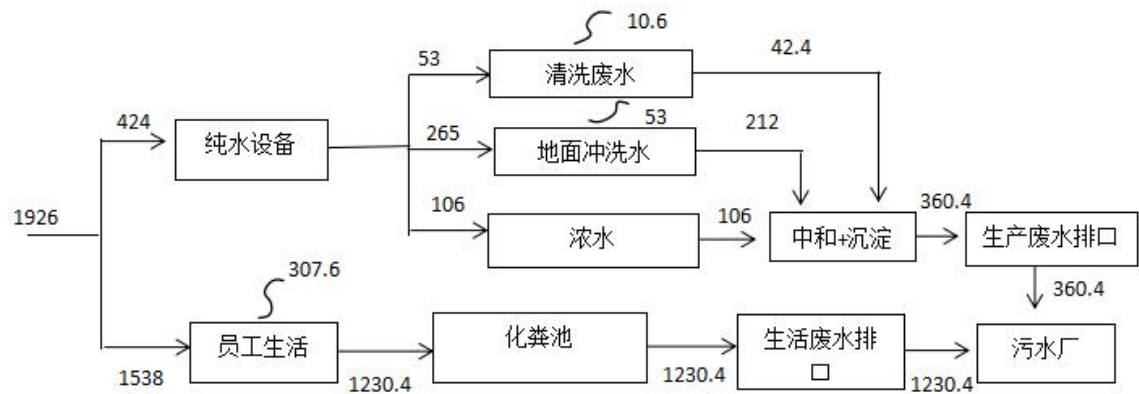 10.6
53
清洗废水
42.4
424
纯水设备
265
53
地面冲洗水
212
1926
106
浓水
106
中和+沉淀
360.4
生产废水排口
307.6
360.4
1538
员工生活
1230.4
化粪池
1230.4
生活废水排
口
1230.4
污水厂